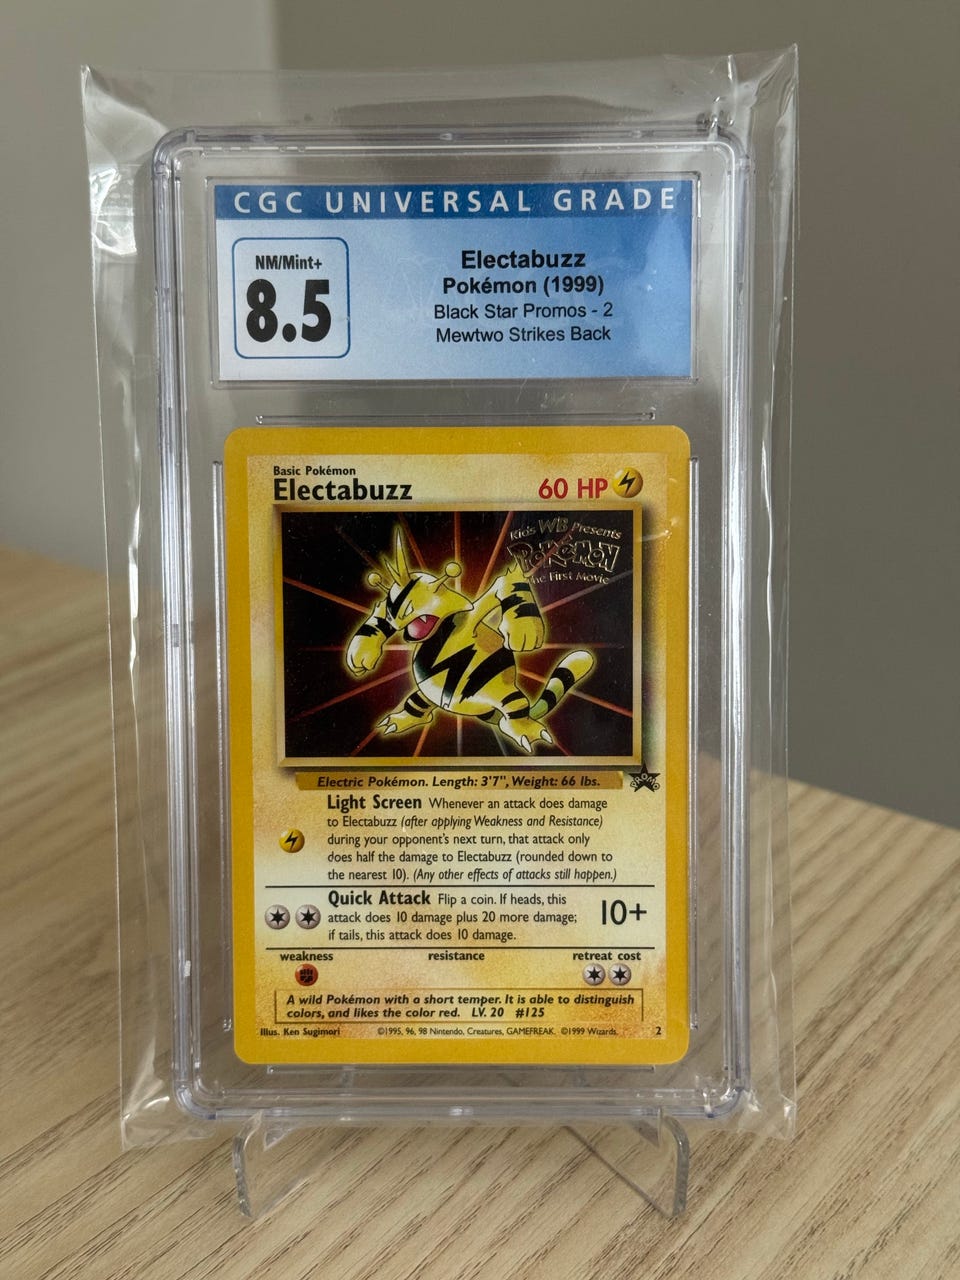 CGC UNIVERSAL GRADE
NM/Mint+
8.5
Electabuzz
Pokémon (1999)
Black Star Promos - 2
Mewtwo Strikes Back
Basic Pokémon
Electabuzz
60 HP
Kids WB Presents
POKéMON
The First Movie
Electric Pokémon. Length: 3'7", Weight: 66 lbs.
PROMO
Light Screen Whenever an attack does damage
to Electabuzz (after applying Weakness and Resistance)
during your opponent's next turn, that attack only
does half the damage to Electabuzz (rounded down to
the nearest 10). (Any other effects of attacks still happen.)
Quick Attack Flip a coin. If heads, this
attack does 10 damage plus 20 more damage;
if tails, this attack does 10 damage.
10+
weakness
resistance
retreat cost
A wild Pokémon with a short temper. It is able to distinguish
colors, and likes the color red. LV. 20 #125
Illus. Ken Sugimori
©1995, 96, 98 Nintendo, Creatures, GAMEFREAK. ©1999 Wizards.
2